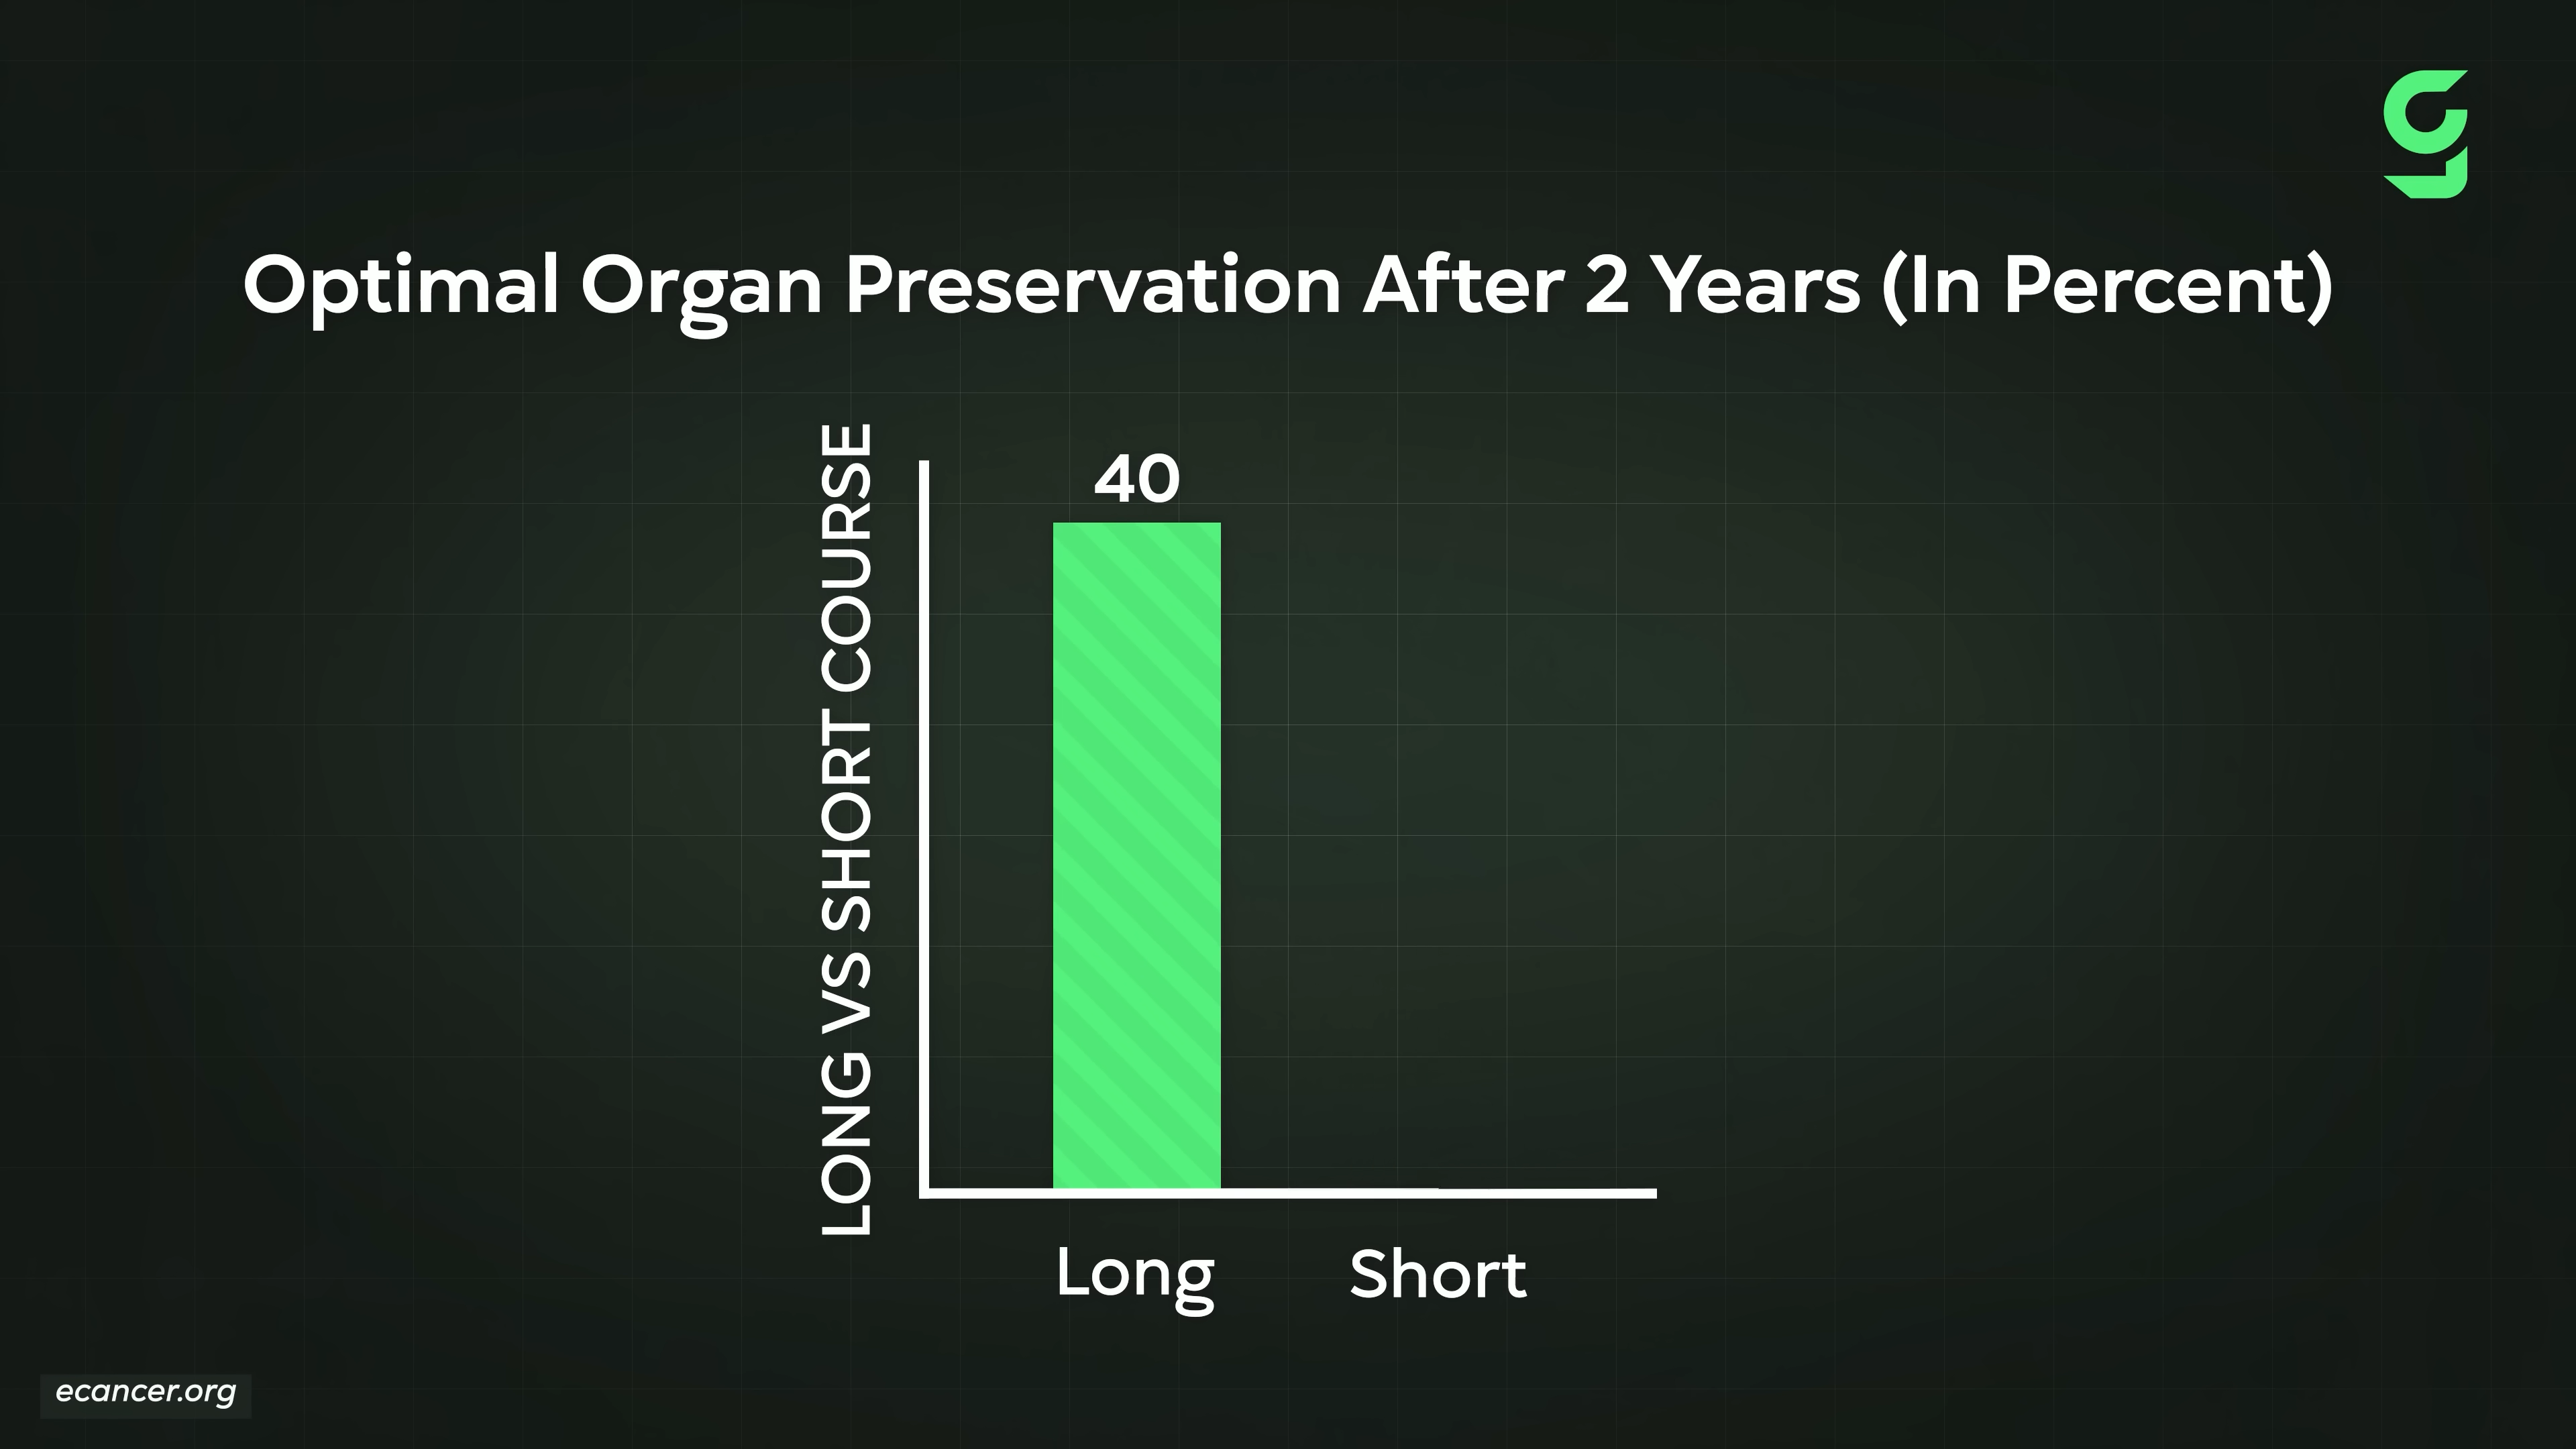 Optimal Organ Preservation After 2 Years (In Percent)
LONG VS SHORT COURSE
40
Long
Short
ecancer.org